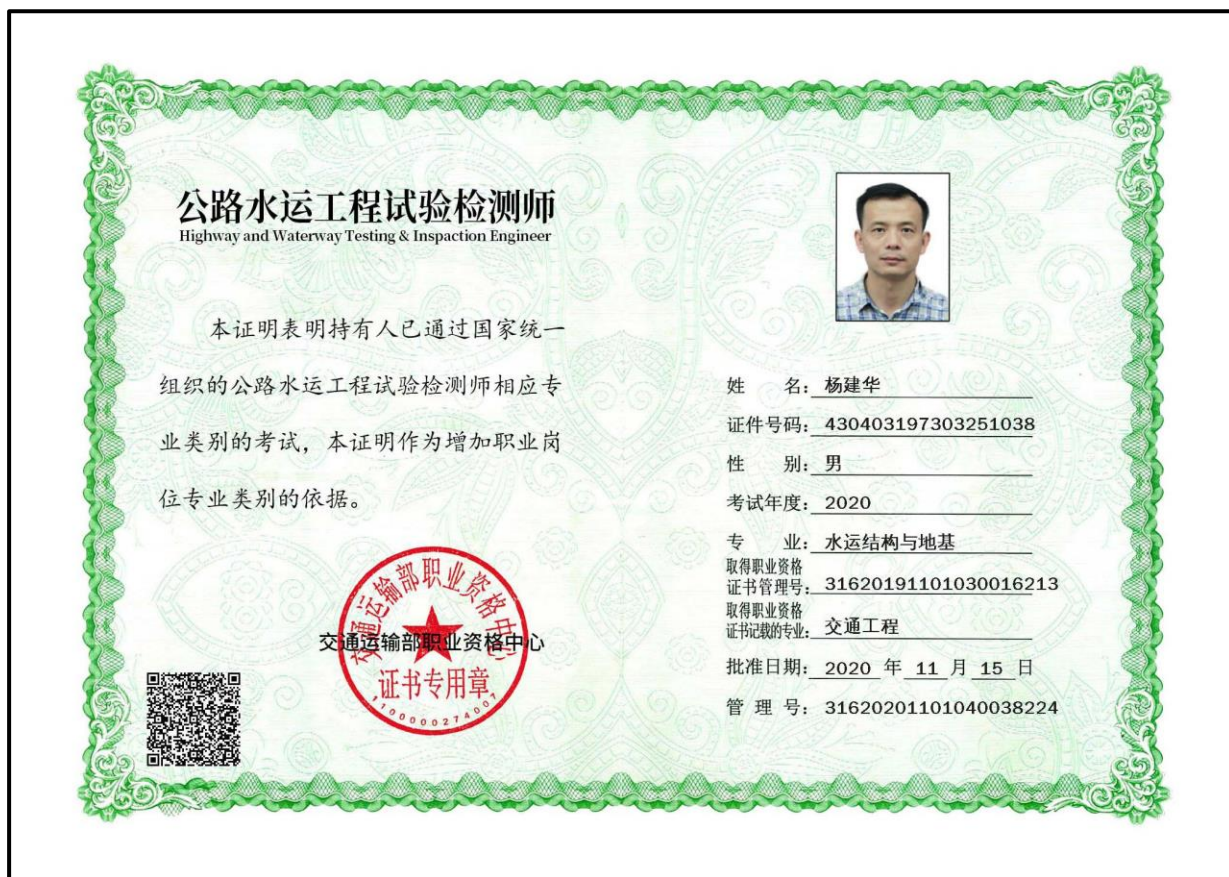 公路水运工程试验检测师
Highway and Waterway Testing & Inspaction Engineer
本证明表明持有人已通过国家统一
组织的公路水运工程试验检测师相应专
业类别的考试，本证明作为增加职业岗
位专业类别的依据。
交通运输部职业资格中心
交通运输部职业资格中心
证书专用章
1100000274007
姓 名：杨建华
证件号码：430403197303251038
性 别：男
考试年度：2020
专 业：水运结构与地基
取得职业资格
证书管理号：31620191101030016213
取得职业资格
证书记载的专业：交通工程
批准日期：2020 年 11 月 15 日
管 理 号：31620201101040038224